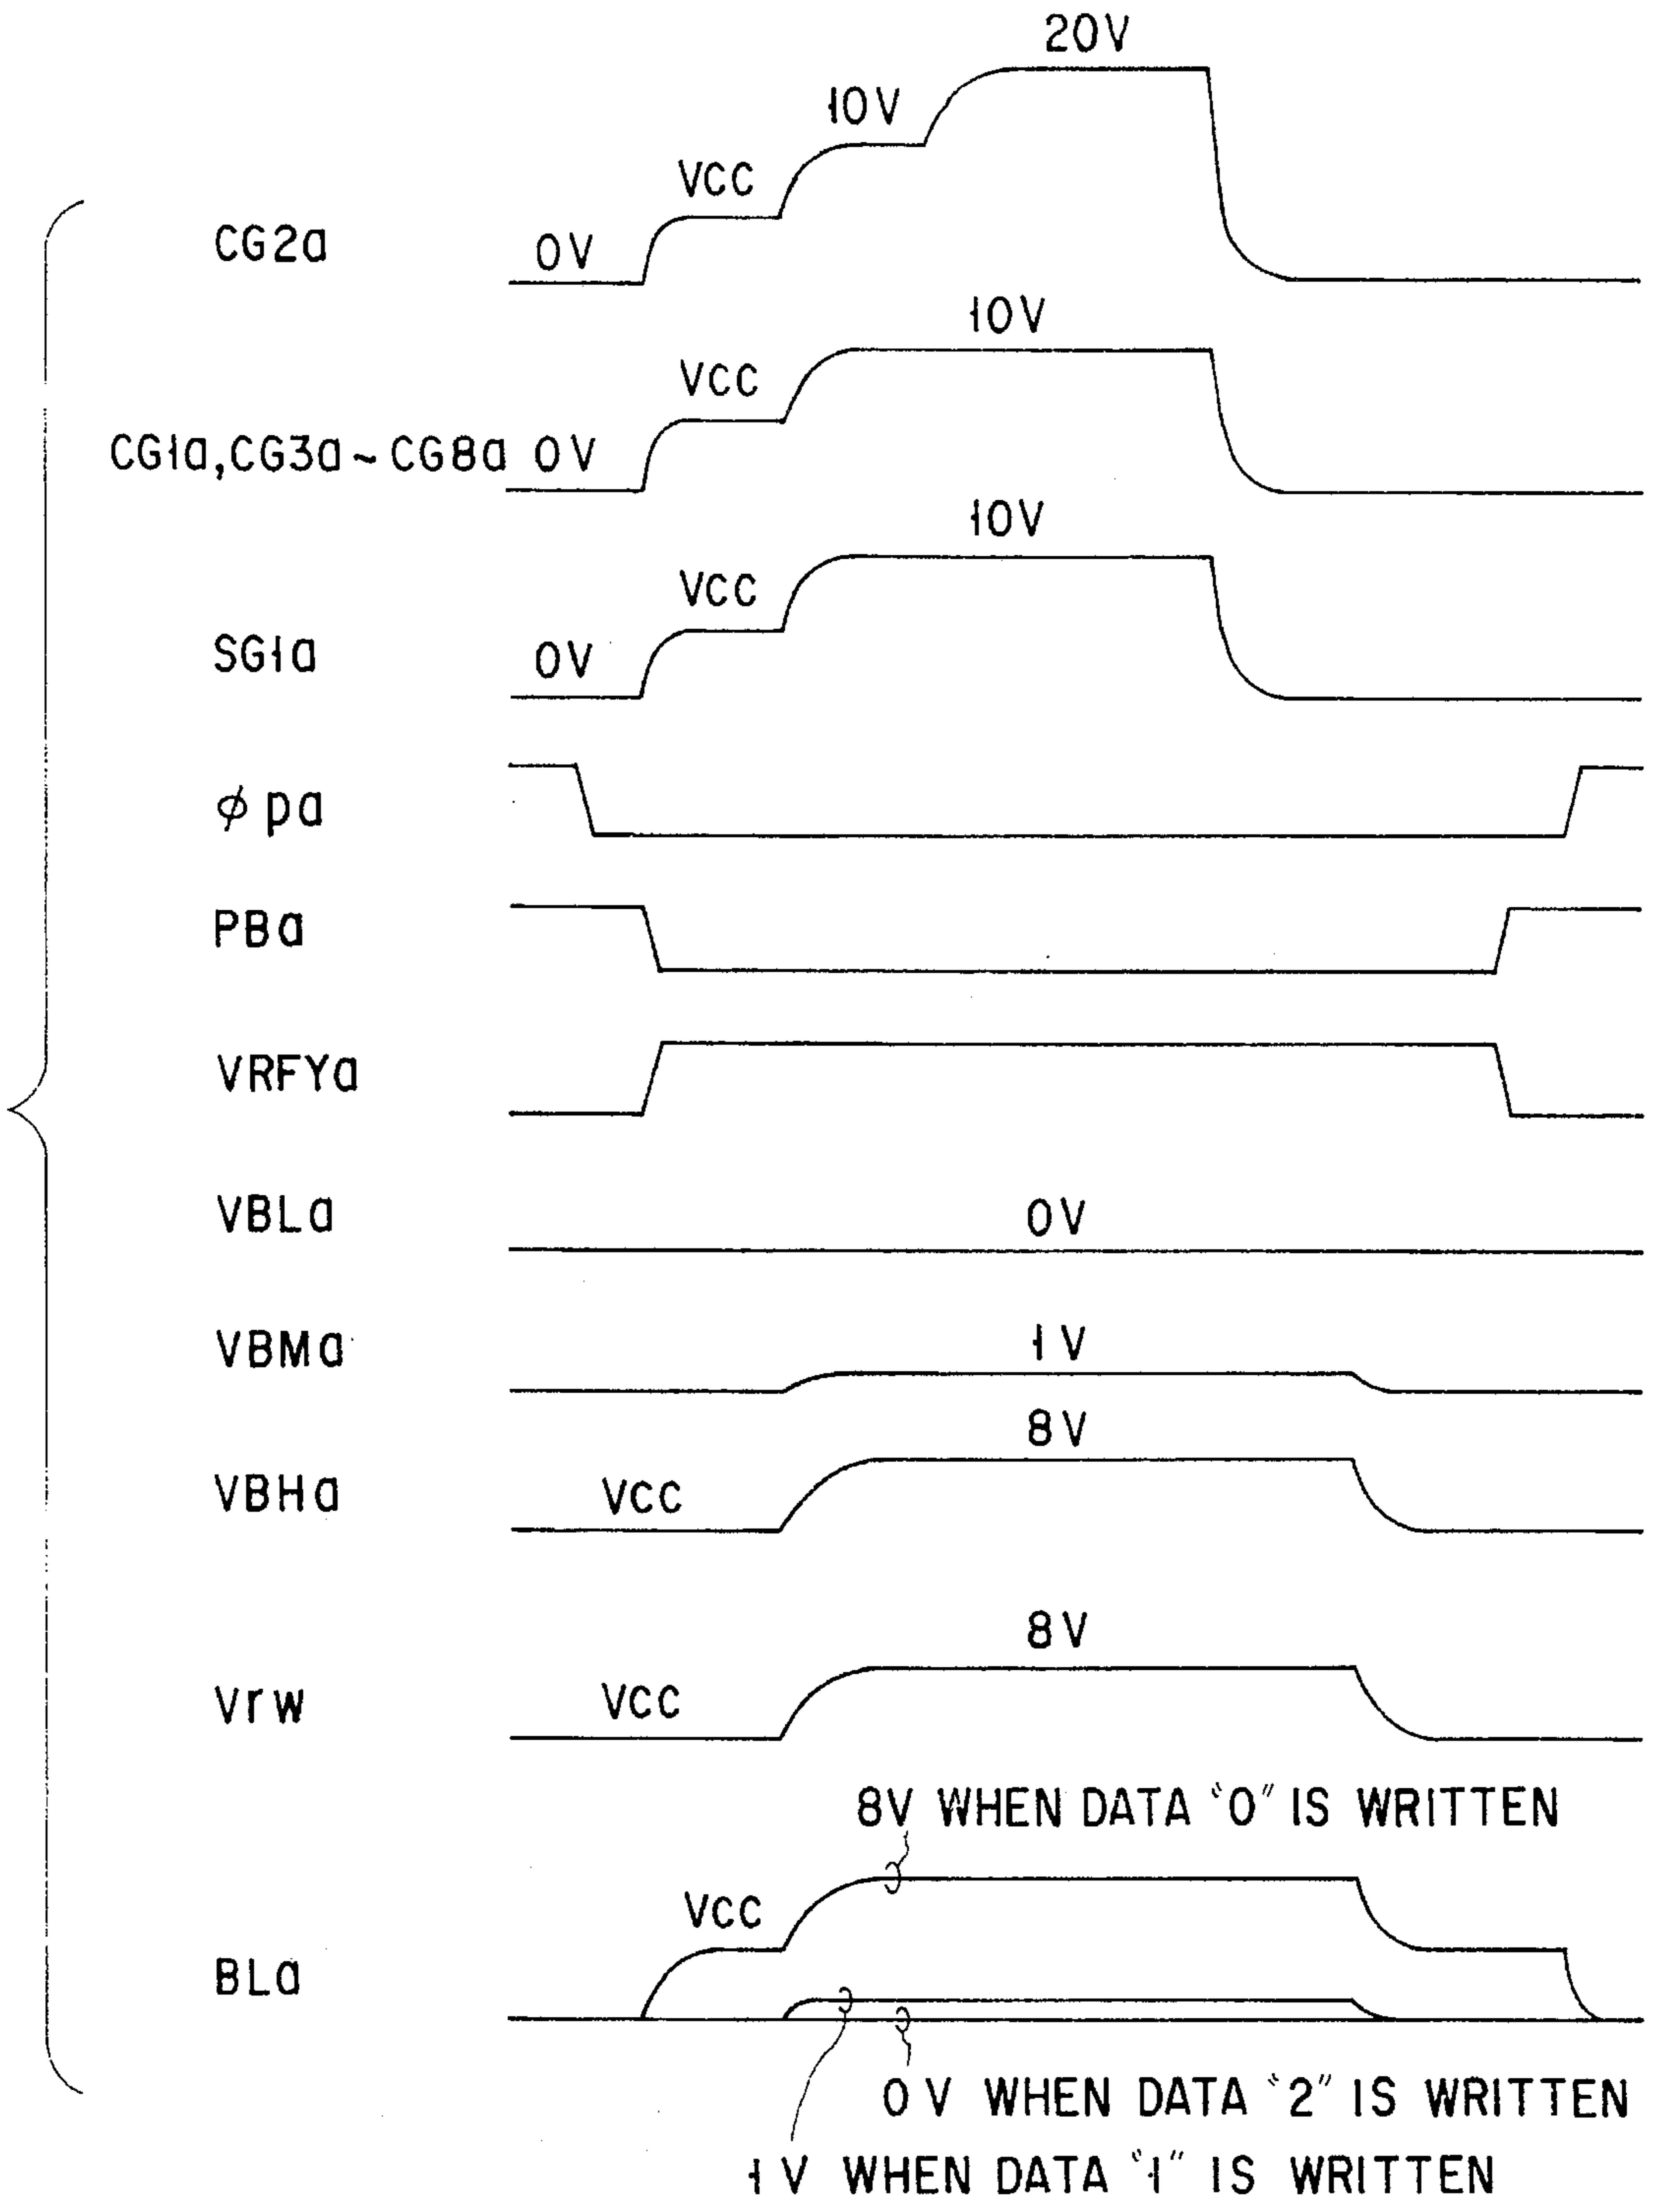 20V
10V
VCC
CG2a
0V
10V
VCC
CG1a,CG3a~CG8a 0V
10V
VCC
SG1a
0V
φpa
PBa
VRFYa
VBLa
0V
VBMa
1V
8V
VBHa
VCC
8V
Vrw
VCC
8V WHEN DATA "0" IS WRITTEN
VCC
BLa
0V WHEN DATA "2" IS WRITTEN
1V WHEN DATA "1" IS WRITTEN